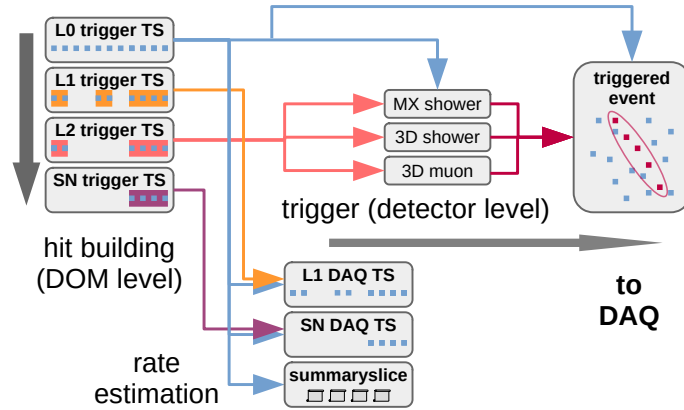 L0 trigger TS
L1 trigger TS
L2 trigger TS
SN trigger TS
hit building
(DOM level)
MX shower
3D shower
3D muon
trigger (detector level)
triggered
event
to
DAQ
L1 DAQ TS
SN DAQ TS
summaryslice
rate
estimation